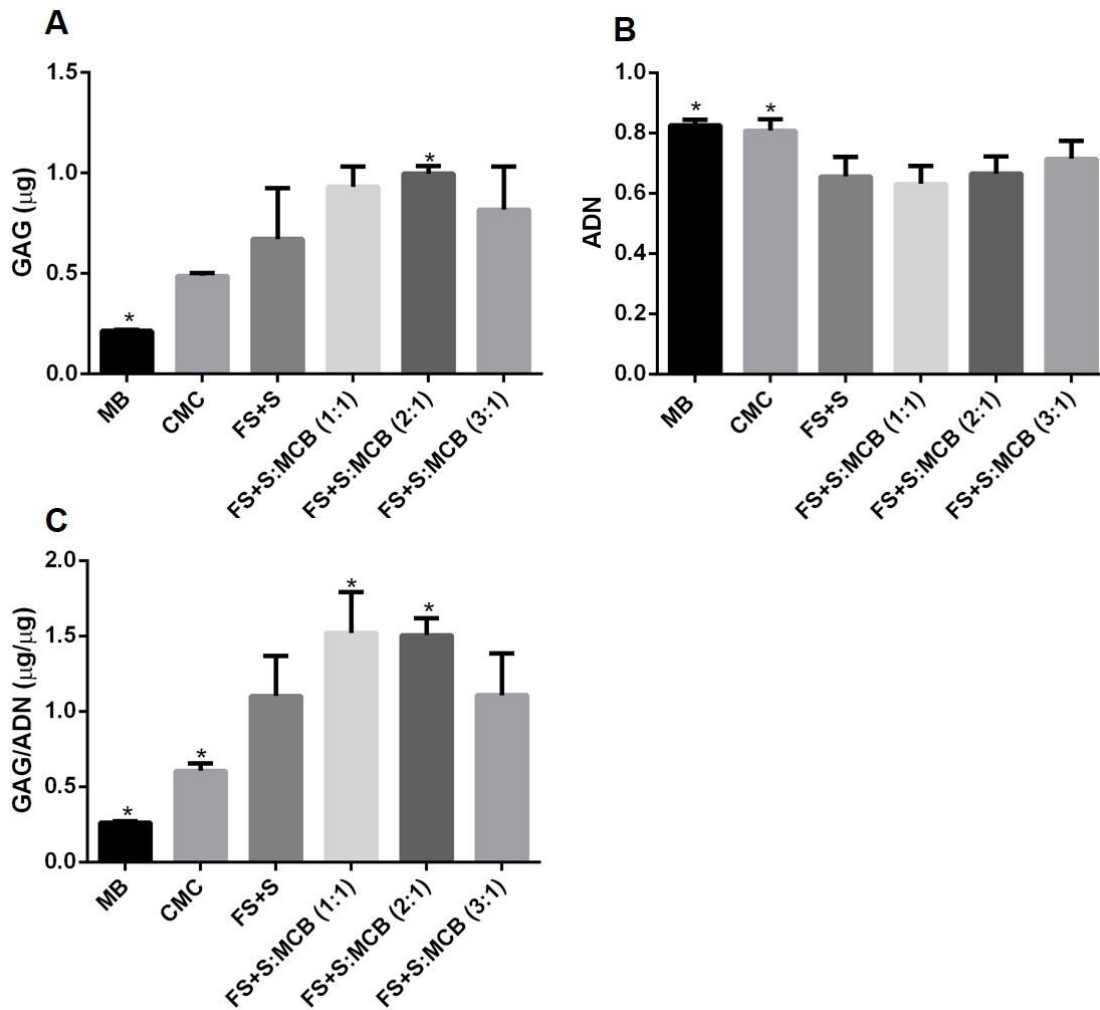 A
GAG (μg)
1.5
1.0
0.5
0.0
*
*
MB
CMC
FS+S
FS+S:MCB (1:1)
FS+S:MCB (2:1)
FS+S:MCB (3:1)
B
ADN
1.0
0.8
0.6
0.4
0.2
0.0
*
*
MB
CMC
FS+S
FS+S:MCB (1:1)
FS+S:MCB (2:1)
FS+S:MCB (3:1)
C
GAG/ADN (μg/μg)
2.0
1.5
1.0
0.5
0.0
*
*
*
*
MB
CMC
FS+S
FS+S:MCB (1:1)
FS+S:MCB (2:1)
FS+S:MCB (3:1)